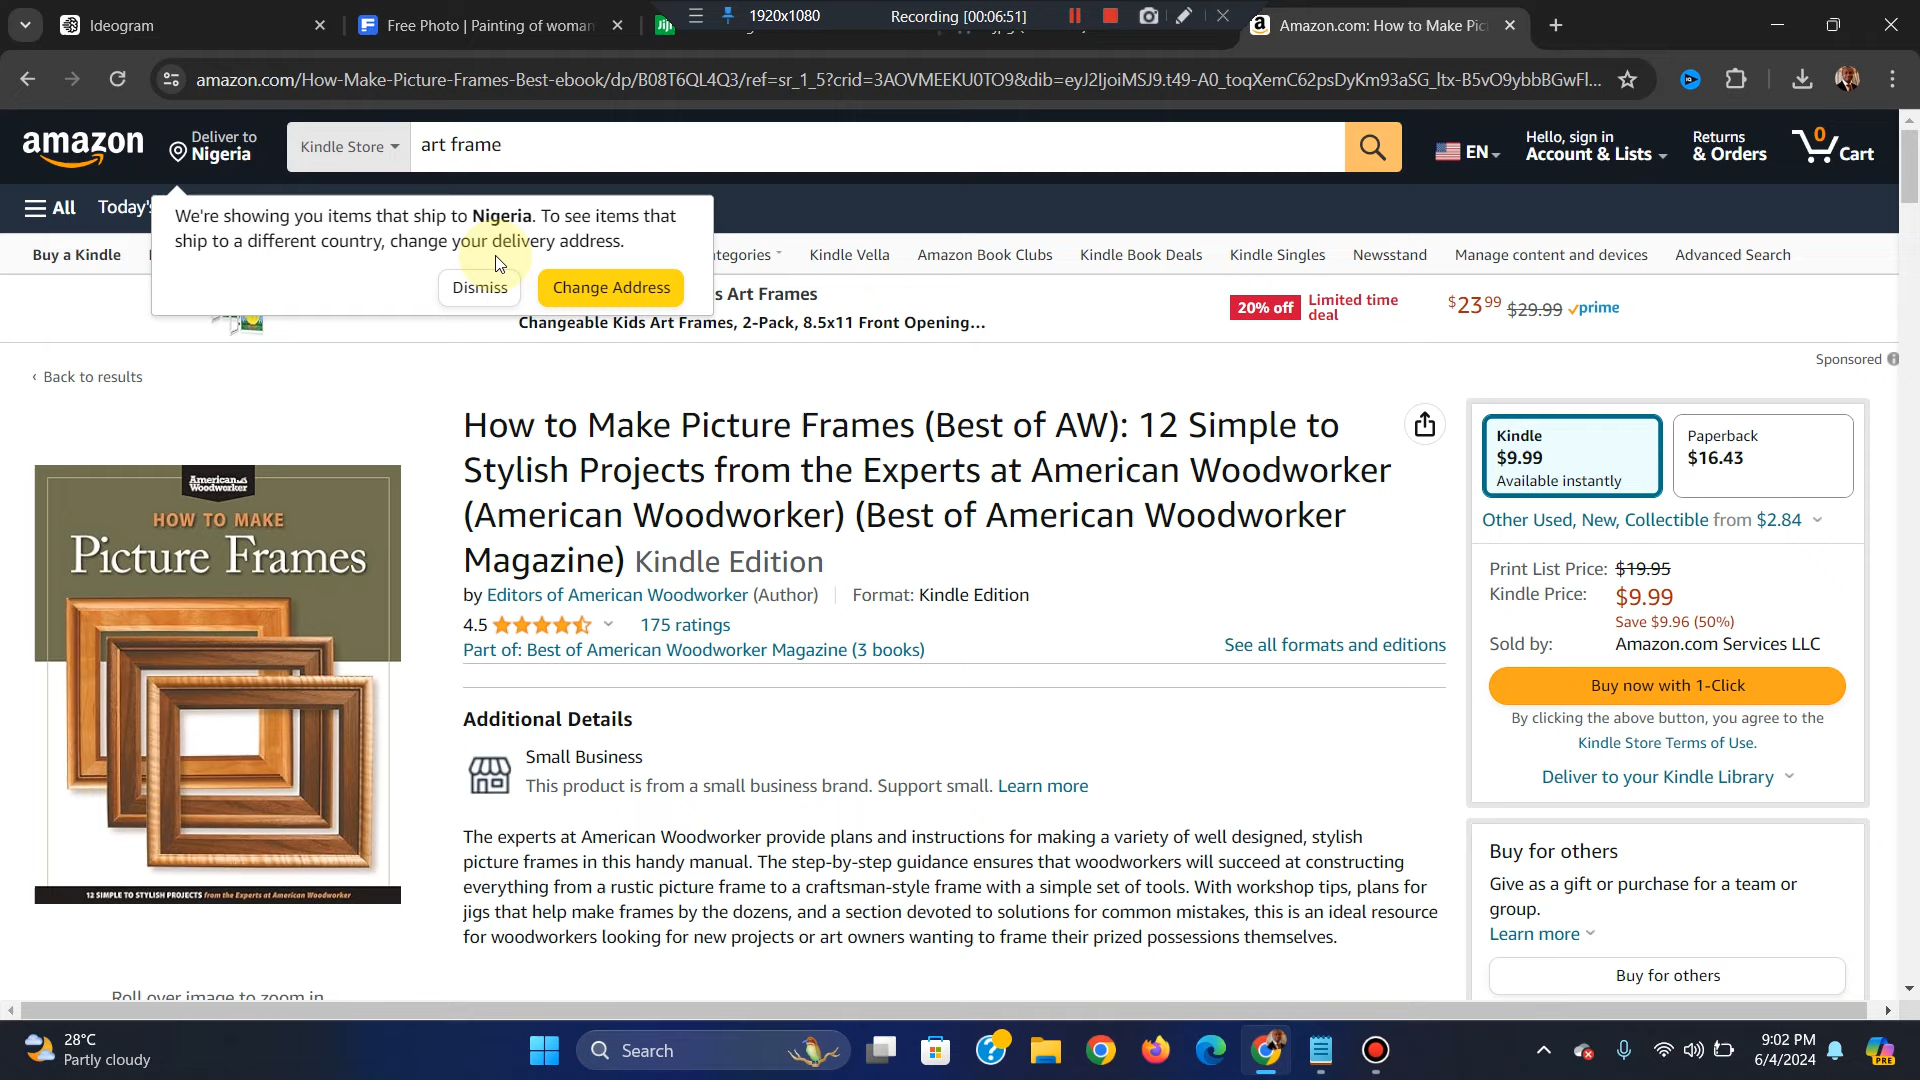 Ideogram
Free Photo | Painting of woman
1920x1080
Recording [00:06:51]
Amazon.com: How to Make Pic
amazon.com/How-Make-Picture-Frames-Best-ebook/dp/B08T6QL4Q3/ref=sr_1_5?crid=3AOVMEEKU0TO9&dib=eyJ2IjoiMSJ9.t49-A0_toqXemC62psDyKm93aSG_ltx-B5vO9ybbBGwFl...
amazon
Deliver to
Nigeria
Kindle Store
art frame
EN
Hello, sign in
Account & Lists
Returns
& Orders
0
Cart
All
Today's
We're showing you items that ship to Nigeria. To see items that
ship to a different country, change your delivery address.
Dismiss
Change Address
Buy a Kindle
tegories
Kindle Vella
Amazon Book Clubs
Kindle Book Deals
Kindle Singles
Newsstand
Manage content and devices
Advanced Search
s Art Frames
Changeable Kids Art Frames, 2-Pack, 8.5x11 Front Opening...
20% off
Limited time
deal
$23 99 $29.99 prime
Sponsored
‹ Back to results
How to Make Picture Frames (Best of AW): 12 Simple to
Stylish Projects from the Experts at American Woodworker
(American Woodworker) (Best of American Woodworker
Magazine) Kindle Edition
by Editors of American Woodworker (Author)
Format: Kindle Edition
4.5
175 ratings
Part of: Best of American Woodworker Magazine (3 books)
See all formats and editions
American
Woodworker
HOW TO MAKE
Picture Frames
12 SIMPLE TO STYLISH PROJECTS from the Experts at American Woodworker
Roll over image to zoom in
Additional Details
Small Business
This product is from a small business brand. Support small. Learn more
The experts at American Woodworker provide plans and instructions for making a variety of well designed, stylish
picture frames in this handy manual. The step-by-step guidance ensures that woodworkers will succeed at constructing
everything from a rustic picture frame to a craftsman-style frame with a simple set of tools. With workshop tips, plans for
jigs that help make frames by the dozens, and a section devoted to solutions for common mistakes, this is an ideal resource
for woodworkers looking for new projects or art owners wanting to frame their prized possessions themselves.
Kindle
$9.99
Available instantly
Paperback
$16.43
Other Used, New, Collectible from $2.84
Print List Price: $19.95
Kindle Price: $9.99
Save $9.96 (50%)
Sold by: Amazon.com Services LLC
Buy now with 1-Click
By clicking the above button, you agree to the
Kindle Store Terms of Use.
Deliver to your Kindle Library
Buy for others
Give as a gift or purchase for a team or
group.
Learn more
Buy for others
28°C
Partly cloudy
Search
9:02 PM
6/4/2024
PRE